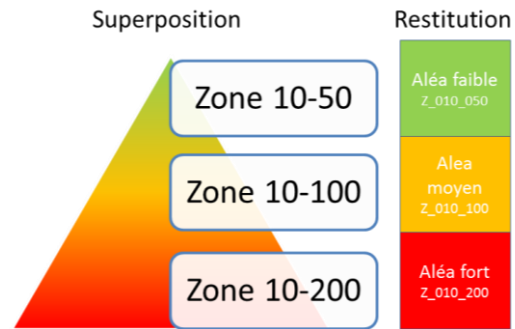 Superposition
Restitution
Zone 10-50
Aléa faible
Z_010_050
Zone 10-100
Alea
moyen
Z_010_100
Zone 10-200
Aléa fort
Z_010_200